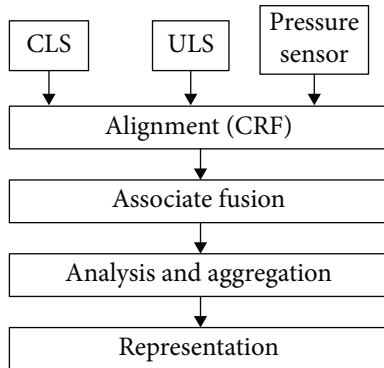 CLS
ULS
Pressure
sensor
Alignment (CRF)
Associate fusion
Analysis and aggregation
Representation